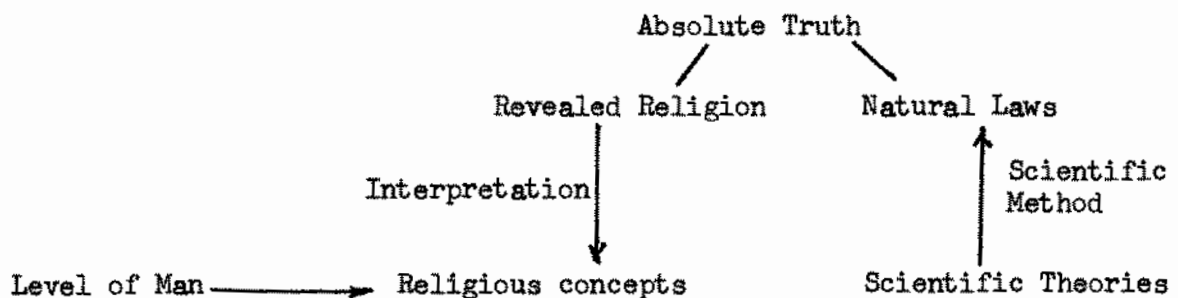 Absolute Truth
Revealed Religion Natural Laws
Interpretation
Scientific
Method
Level of Man Religious concepts Scientific Theories